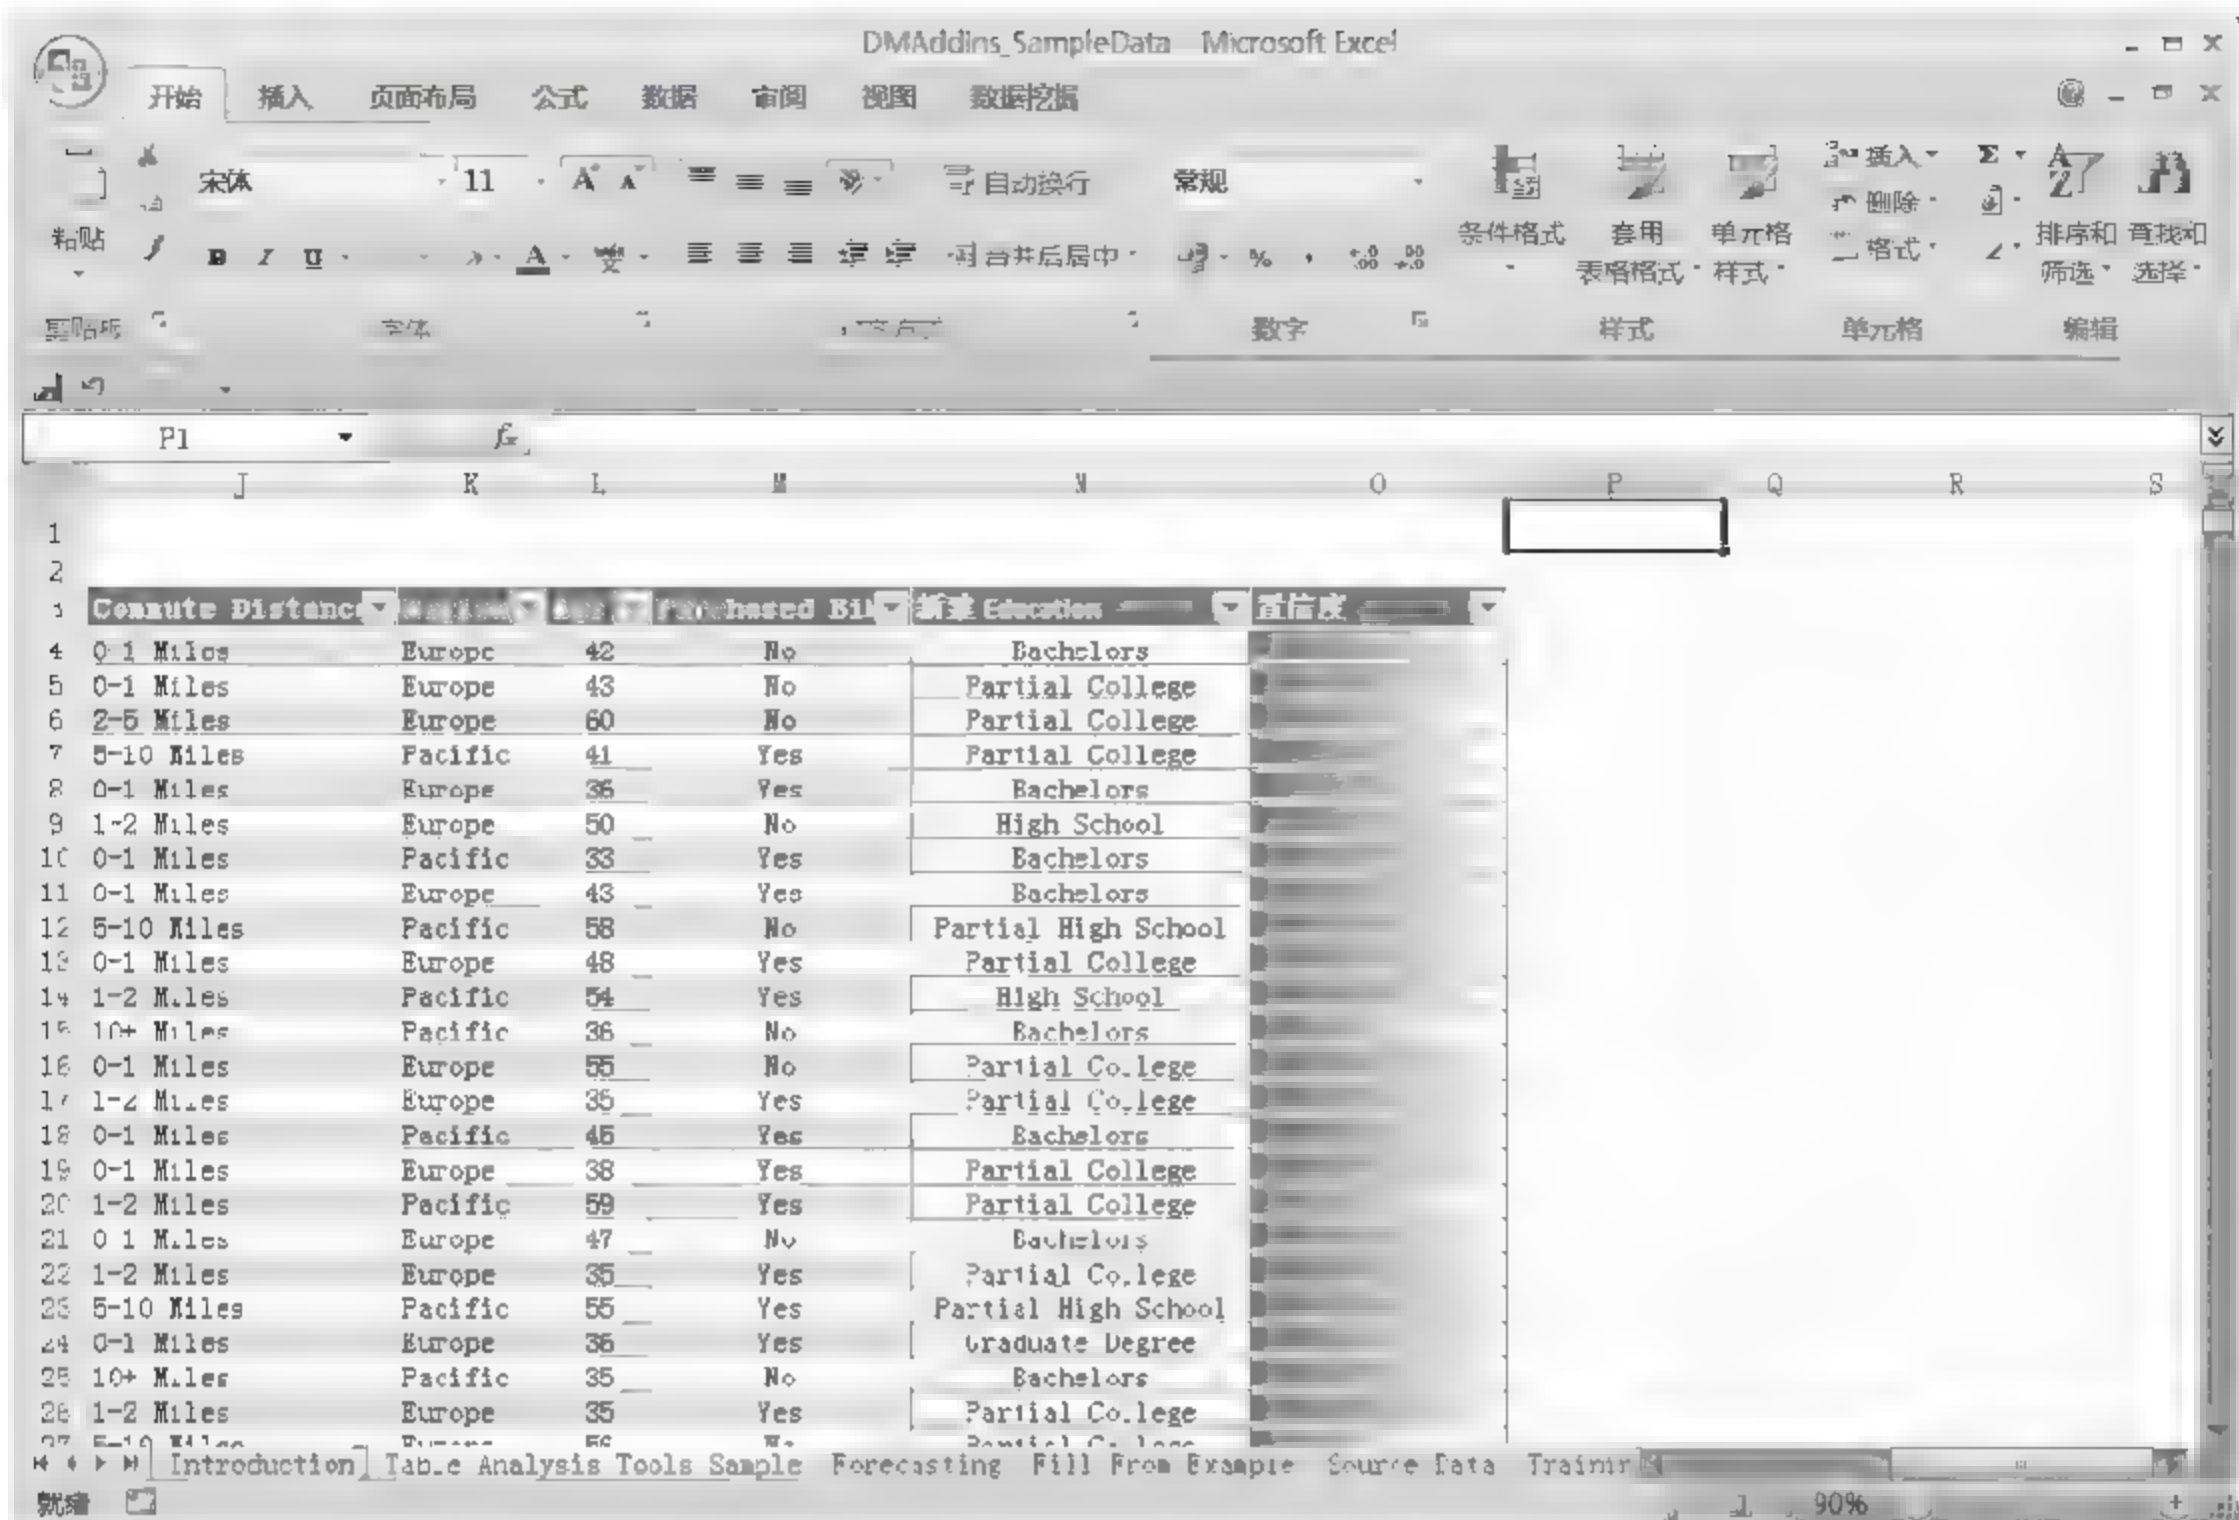 DMAddins_SampleData Microsoft Excel
开始 插入 页面布局 公式 数据 审阅 视图 数据挖掘
宋体 11 自动换行 常规 插入
删除
粘贴 B I U A 合并后居中 % 条件格式 套用 单元格 格式 排序和 查找和
表格格式 样式 筛选 选择
剪贴板 字体 数字 样式 单元格 编辑
P1 fx
J K L M N O P Q R S
1
2
Commute Distance 新建 Education 置信度
4 0-1 Miles Europe 42 No Bachelors
5 0-1 Miles Europe 43 No Partial College
6 2-5 Miles Europe 60 No Partial College
7 5-10 Miles Pacific 41 Yes Partial College
8 0-1 Miles Europe 36 Yes Bachelors
9 1-2 Miles Europe 50 No High School
10 0-1 Miles Pacific 33 Yes Bachelors
11 0-1 Miles Europe 43 Yes Bachelors
12 5-10 Miles Pacific 58 No Partial High School
13 0-1 Miles Europe 48 Yes Partial College
14 1-2 Miles Pacific 54 Yes High School
15 10+ Miles Pacific 36 No Bachelors
16 0-1 Miles Europe 55 No Partial College
17 1-2 Miles Europe 35 Yes Partial College
18 0-1 Miles Pacific 45 Yes Bachelors
19 0-1 Miles Europe 38 Yes Partial College
20 1-2 Miles Pacific 59 Yes Partial College
21 0-1 Miles Europe 47 No Bachelors
22 1-2 Miles Europe 35 Yes Partial College
23 5-10 Miles Pacific 55 Yes Partial High School
24 0-1 Miles Europe 36 Yes Graduate Degree
25 10+ Miles Pacific 35 No Bachelors
26 1-2 Miles Europe 35 Yes Partial College
Introduction Table Analysis Tools Sample Forecasting Fill From Example Source Data
就绪 90%